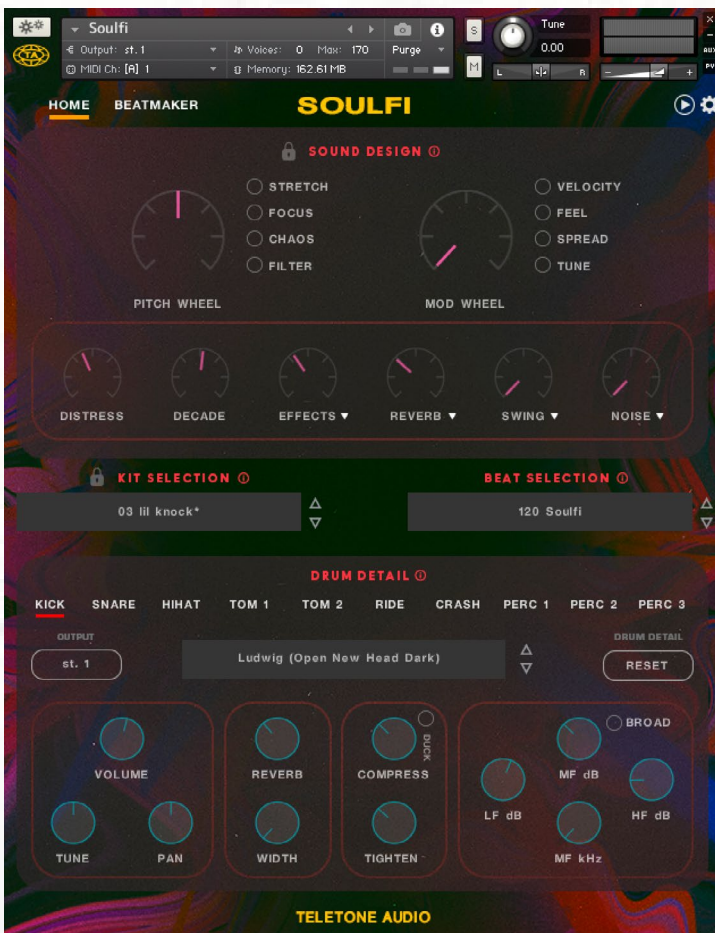 Soulfi
Output: st. 1
Voices: 0 Max: 170 Purge
MIDI Ch: [A] 1
Memory: 162.61 MB
S
M
Tune
0.00
L R
- +
×
-
AUX
PV
TA
HOME BEATMAKER SOULFI
SOUND DESIGN
STRETCH
FOCUS
CHAOS
FILTER
PITCH WHEEL
VELOCITY
FEEL
SPREAD
TUNE
MOD WHEEL
DISTRESS DECADE EFFECTS REVERB SWING NOISE
KIT SELECTION
03 lil knock*
BEAT SELECTION
120 Soulfi
DRUM DETAIL
KICK SNARE HIHAT TOM 1 TOM 2 RIDE CRASH PERC 1 PERC 2 PERC 3
OUTPUT
st. 1
Ludwig (Open New Head Dark)
DRUM DETAIL
RESET
VOLUME
TUNE PAN
REVERB
WIDTH
DUCK
COMPRESS
TIGHTEN
BROAD
MF dB
LF dB HF dB
MF kHz
TELETONE AUDIO